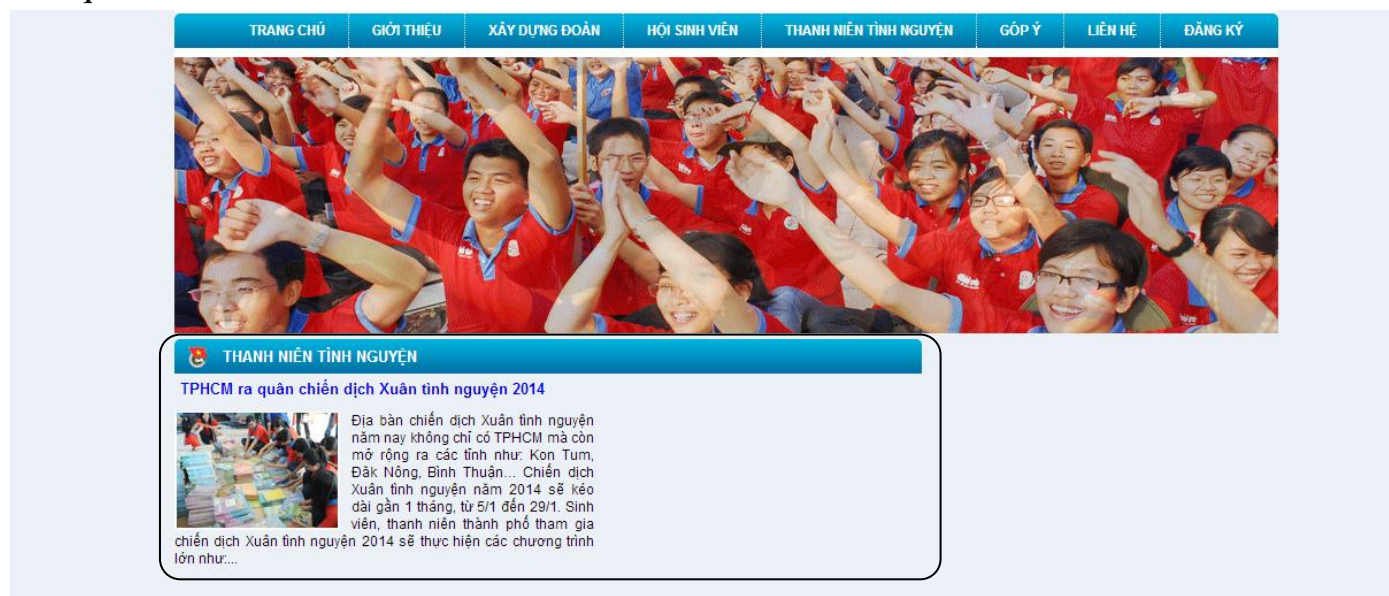 TRANG CHỦ GIỚI THIỆU XÂY DỰNG ĐOÀN HỘI SINH VIÊN THANH NIÊN TÌNH NGUYỆN GÓP Ý LIÊN HỆ ĐĂNG KÝ
THANH NIÊN TÌNH NGUYỆN
TPHCM ra quân chiến dịch Xuân tình nguyện 2014
Địa bàn chiến dịch Xuân tình nguyện
năm nay không chỉ có TPHCM mà còn
mở rộng ra các tỉnh như: Kon Tum,
Đăk Nông, Bình Thuận... Chiến dịch
Xuân tình nguyện năm 2014 sẽ kéo
dài gần 1 tháng, từ 5/1 đến 29/1. Sinh
viên, thanh niên thành phố tham gia
chiến dịch Xuân tình nguyện 2014 sẽ thực hiện các chương trình
lớn như:...